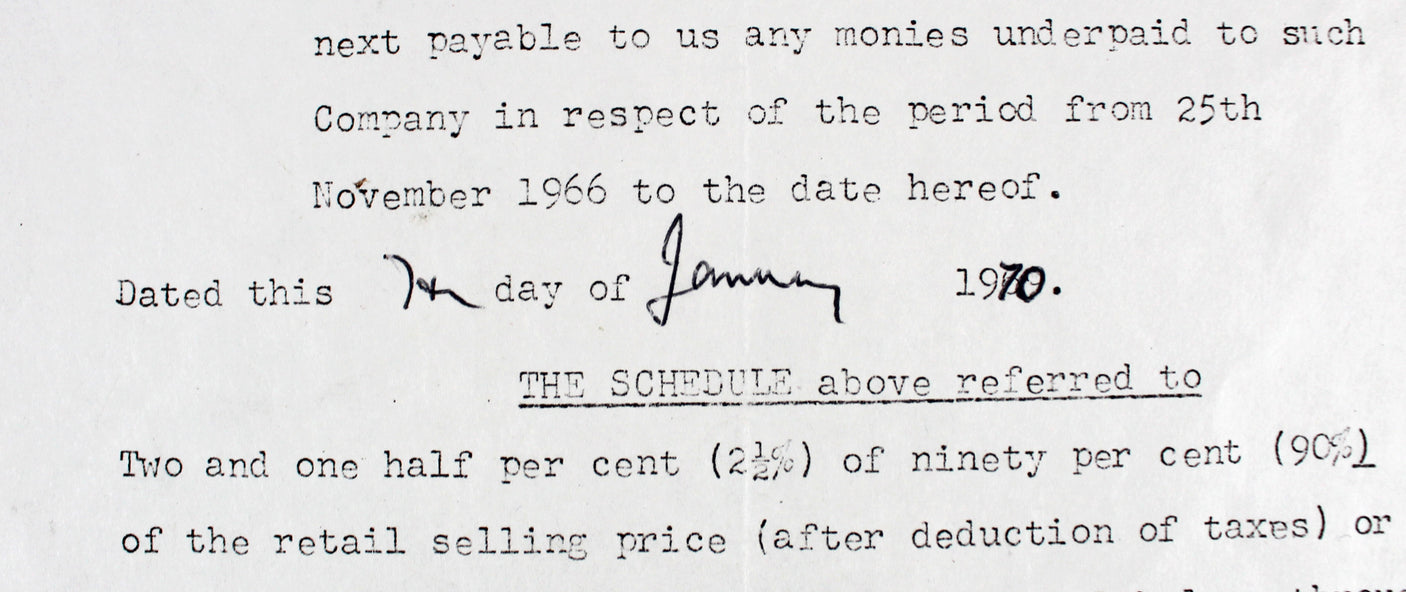 next payable to us any monies underpaid to such
Company in respect of the period from 25th
November 1966 to the date hereof.
Dated this 7th day of January 1970.
THE SCHEDULE above referred to
Two and one half per cent (2½%) of ninety per cent (90%)
of the retail selling price (after deduction of taxes) or